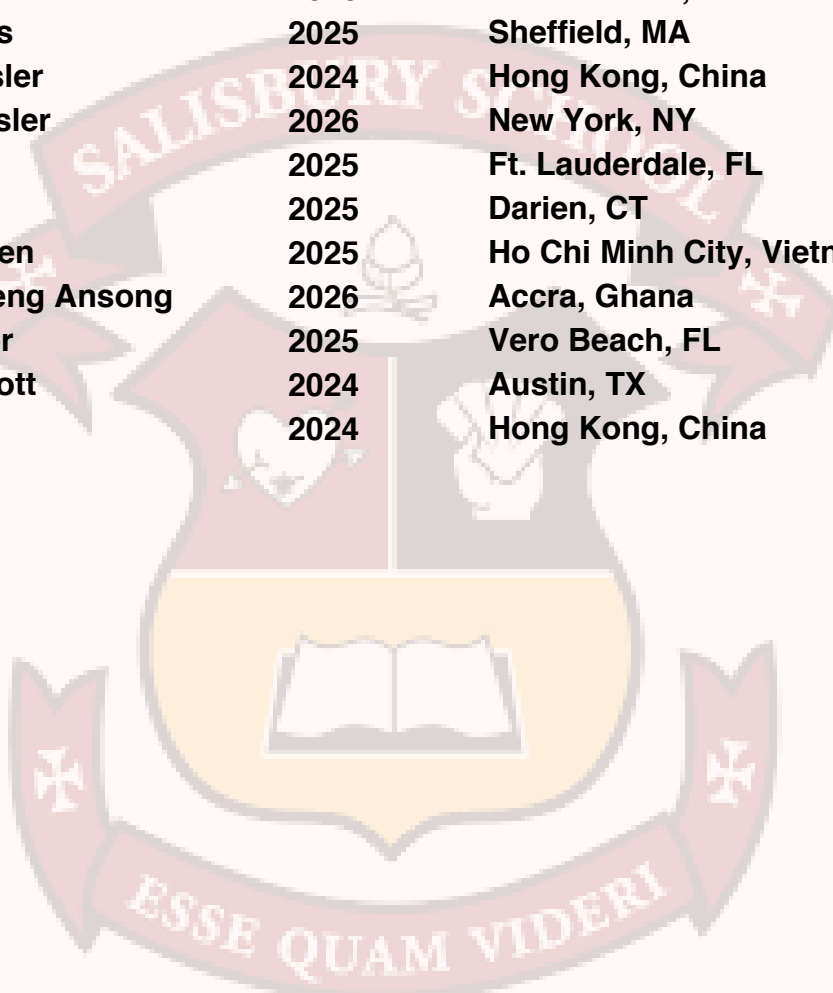 s 2025 Sheffield, MA
sler 2024 Hong Kong, China
sler 2026 New York, NY
2025 Ft. Lauderdale, FL
2025 Darien, CT
en 2025 Ho Chi Minh City, Vietn
eng Ansong 2026 Accra, Ghana
r 2025 Vero Beach, FL
ott 2024 Austin, TX
2024 Hong Kong, China
SALISBURY SCHOOL
ESSE QUAM VIDERI